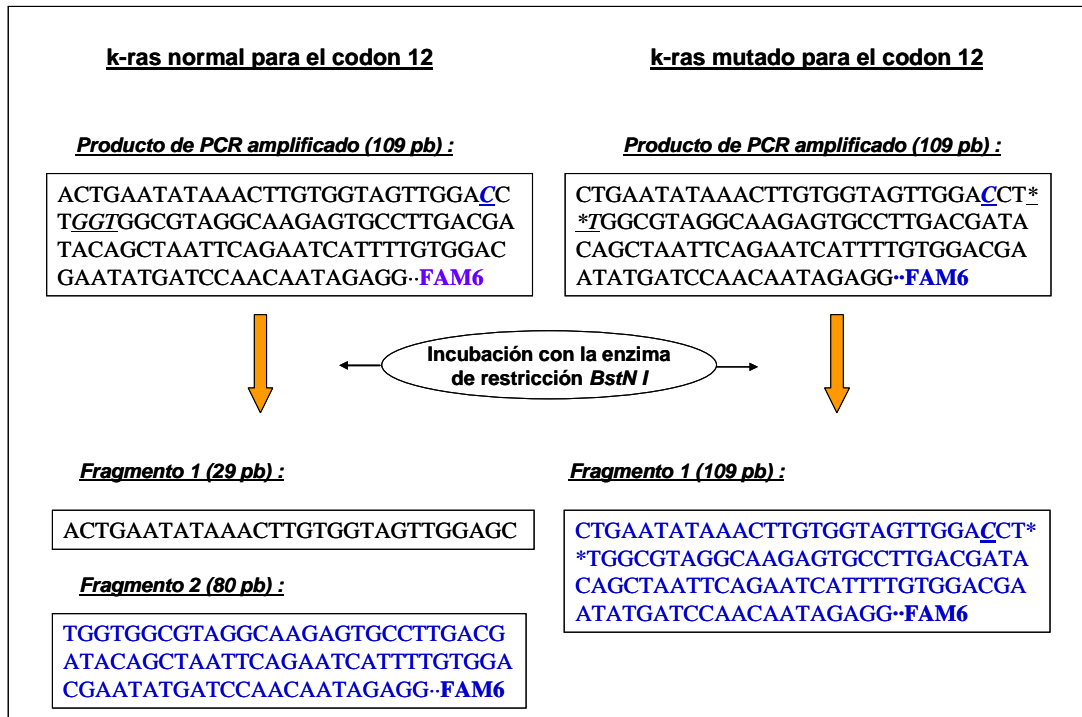 k-ras normal para el codon 12
Producto de PCR amplificado (109 pb) :
ACTGAATATAAACTTGTGGTAGTTGGACC
TGGTGGCGTAGGCAAGAGTGCCTTGACGA
TACAGCTAATTCAGAATCATTTTGTGGAC
GAATATGATCCAACAATAGAGG··FAM6
k-ras mutado para el codon 12
Producto de PCR amplificado (109 pb) :
CTGAATATAAACTTGTGGTAGTTGGACCT*
*TGGCGTAGGCAAGAGTGCCTTGACGATA
CAGCTAATTCAGAATCATTTTGTGGACGA
ATATGATCCAACAATAGAGG··FAM6
Incubación con la enzima
de restricción BstN I
Fragmento 1 (29 pb) :
ACTGAATATAAACTTGTGGTAGTTGGAGC
Fragmento 2 (80 pb) :
TGGTGGCGTAGGCAAGAGTGCCTTGACG
ATACAGCTAATTCAGAATCATTTTGTGGA
CGAATATGATCCAACAATAGAGG··FAM6
Fragmento 1 (109 pb) :
CTGAATATAAACTTGTGGTAGTTGGACCT*
*TGGCGTAGGCAAGAGTGCCTTGACGATA
CAGCTAATTCAGAATCATTTTGTGGACGA
ATATGATCCAACAATAGAGG··FAM6